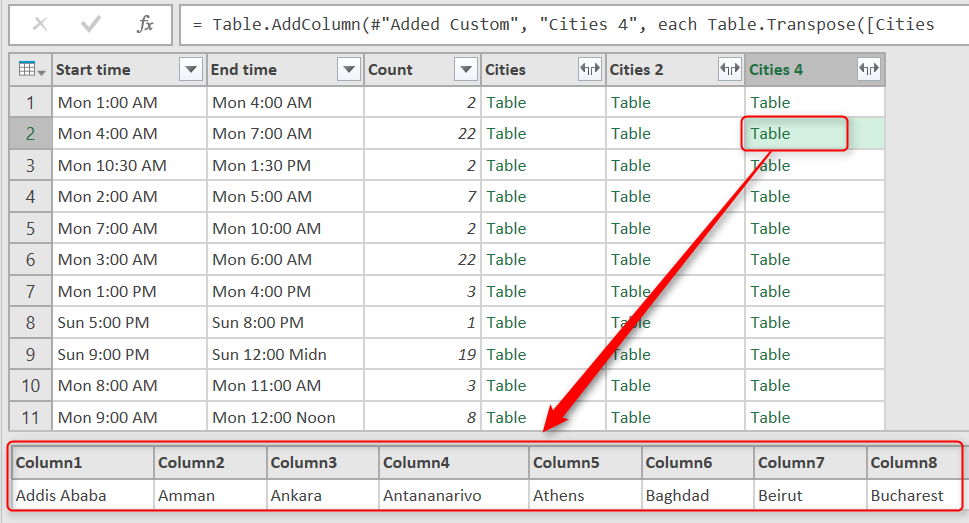 fx = Table.AddColumn(#"Added Custom", "Cities 4", each Table.Transpose([Cities
Start time End time Count Cities Cities 2 Cities 4
1 Mon 1:00 AM Mon 4:00 AM 2 Table Table Table
2 Mon 4:00 AM Mon 7:00 AM 22 Table Table Table
3 Mon 10:30 AM Mon 1:30 PM 2 Table Table Table
4 Mon 2:00 AM Mon 5:00 AM 7 Table Table Table
5 Mon 7:00 AM Mon 10:00 AM 2 Table Table Table
6 Mon 3:00 AM Mon 6:00 AM 22 Table Table Table
7 Mon 1:00 PM Mon 4:00 PM 3 Table Table Table
8 Sun 5:00 PM Sun 8:00 PM 1 Table Table Table
9 Sun 9:00 PM Sun 12:00 Midn 19 Table Table Table
10 Mon 8:00 AM Mon 11:00 AM 3 Table Table Table
11 Mon 9:00 AM Mon 12:00 Noon 8 Table Table Table
Column1 Column2 Column3 Column4 Column5 Column6 Column7 Column8
Addis Ababa Amman Ankara Antananarivo Athens Baghdad Beirut Bucharest